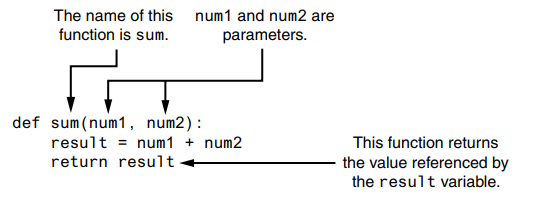 The name of this
function is sum.
num1 and num2 are
parameters.
def sum(num1, num2):
    result = num1 + num2
    return result
This function returns
the value referenced by
the result variable.